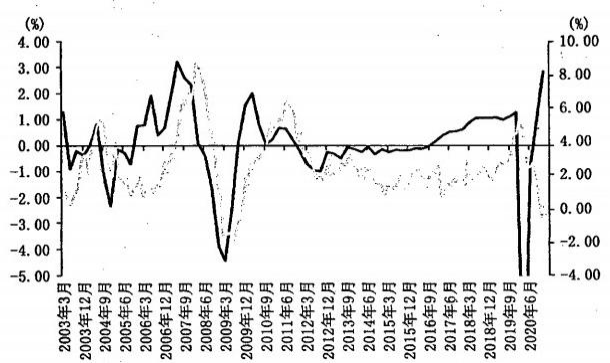 (%)
(%)
4.00
3.00
2.00
1.00
0.00
-1.00
-2.00
-3.00
-4.00
-5.00
10.00
8.00
6.00
4.00
2.00
0.00
-2.00
-4.00
2003年3月
2003年12月
2004年9月
2005年6月
2006年3月
2006年12月
2007年9月
2008年6月
2009年3月
2009年12月
2010年9月
2011年6月
2012年3月
2012年12月
2013年9月
2014年6月
2015年3月
2015年12月
2016年9月
2017年6月
2018年3月
2018年12月
2019年9月
2020年6月